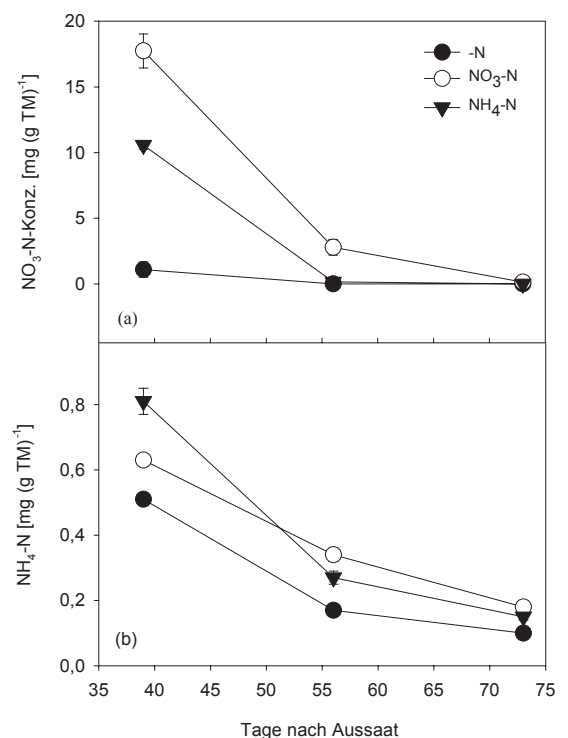 NO₃-N-Konz. [mg (g TM)⁻¹]
20
15
10
5
0
-N
NO₃-N
NH₄-N
(a)
NH₄-N [mg (g TM)⁻¹]
0,8
0,6
0,4
0,2
0,0
(b)
35 40 45 50 55 60 65 70 75
Tage nach Aussaat